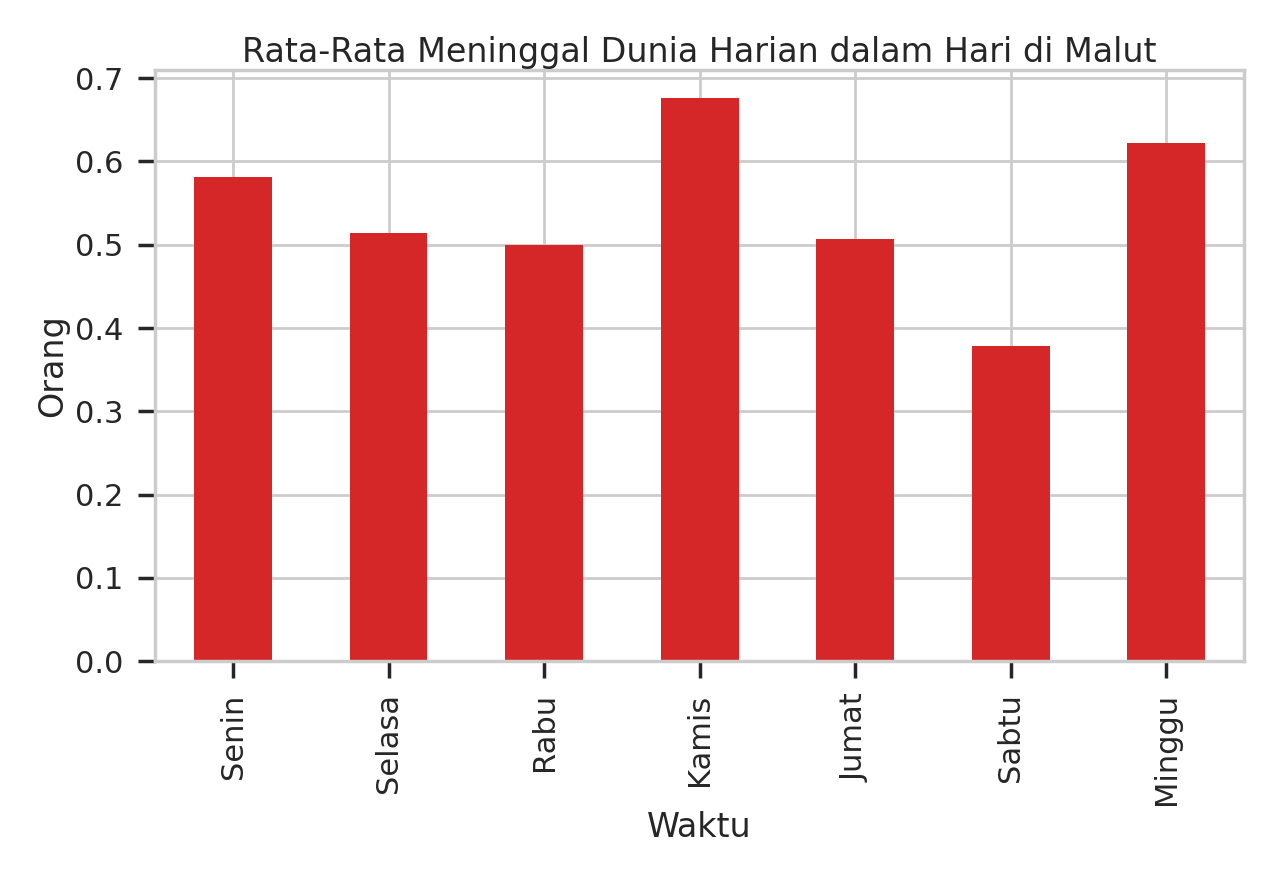 Rata-Rata Meninggal Dunia Harian dalam Hari di Malut
0.7
0.6
0.5
0.4
0.3
0.2
0.1
0.0
Orang
Senin
Selasa
Rabu
Kamis
Jumat
Sabtu
Minggu
Waktu